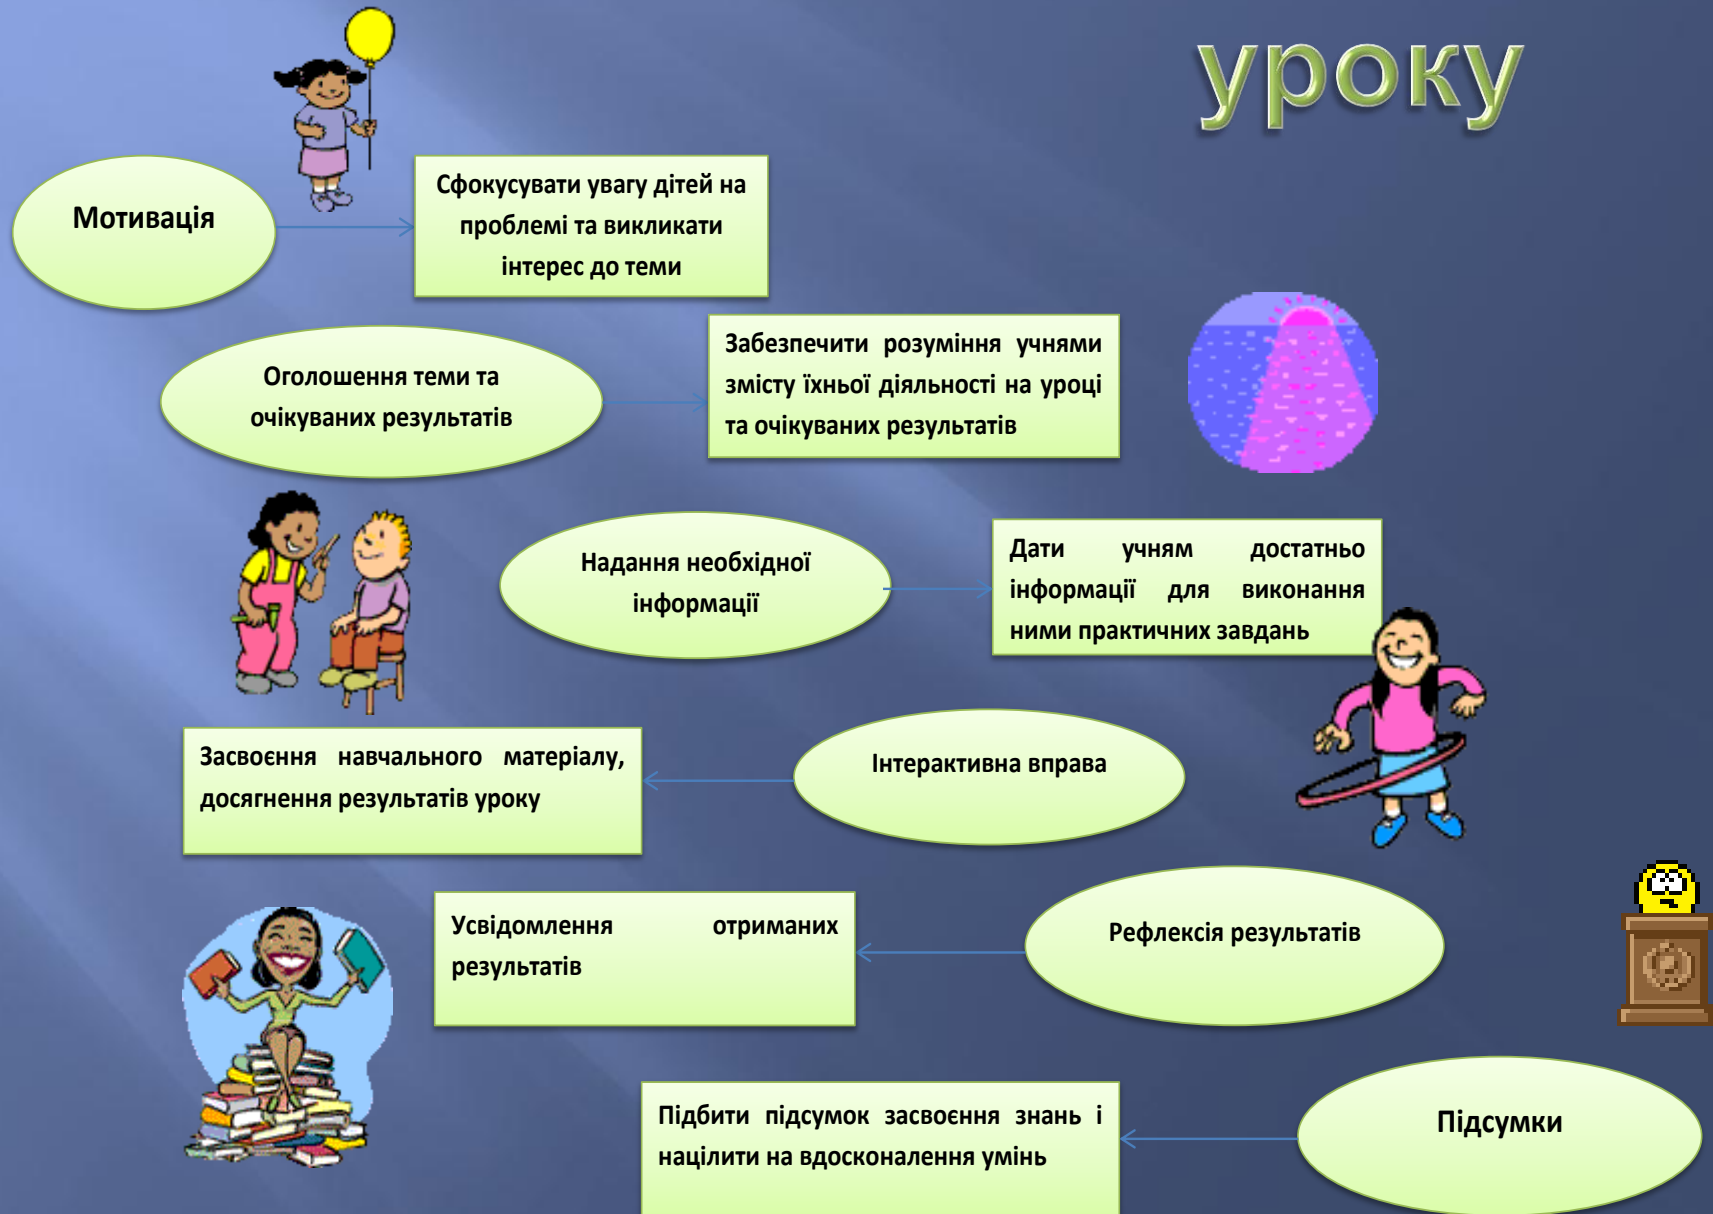 уроку
Мотивація
Сфокусувати увагу дітей на
проблемі та викликати
інтерес до теми
Оголошення теми та
очікуваних результатів
Забезпечити розуміння учнями
змісту їхньої діяльності на уроці
та очікуваних результатів
Надання необхідної
інформації
Дати учням достатньо
інформації для виконання
ними практичних завдань
Засвоєння навчального матеріалу,
досягнення результатів уроку
Інтерактивна вправа
Усвідомлення отриманих
результатів
Рефлексія результатів
Підбити підсумок засвоєння знань і
націлити на вдосконалення умінь
Підсумки